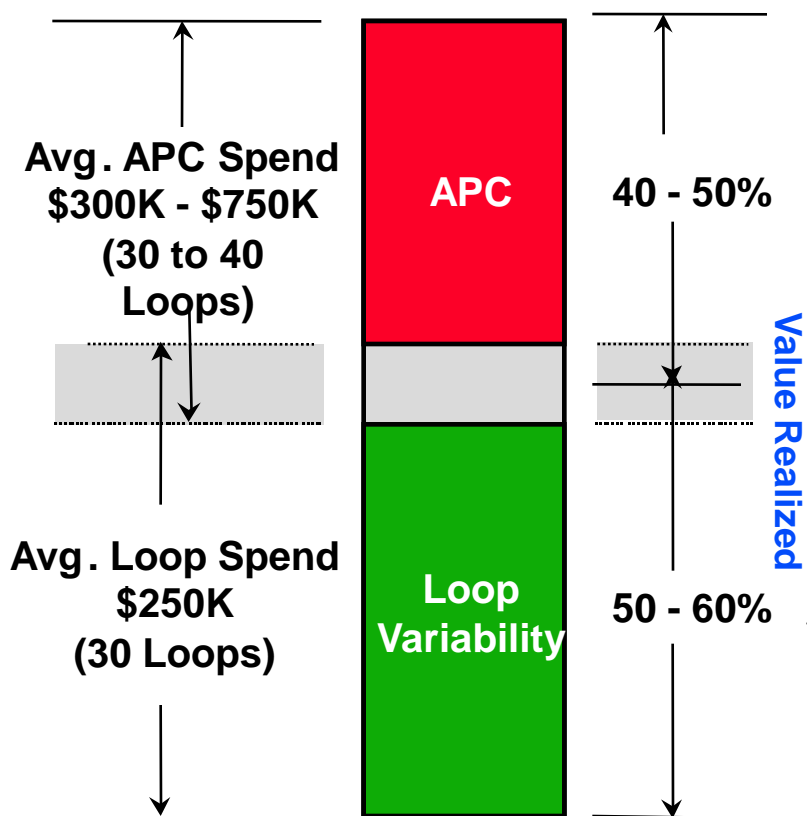 Avg. APC Spend
$300K - $750K
(30 to 40
Loops)
APC
40 - 50%
Value Realized
Avg. Loop Spend
$250K
(30 Loops)
Loop
Variability
50 - 60%